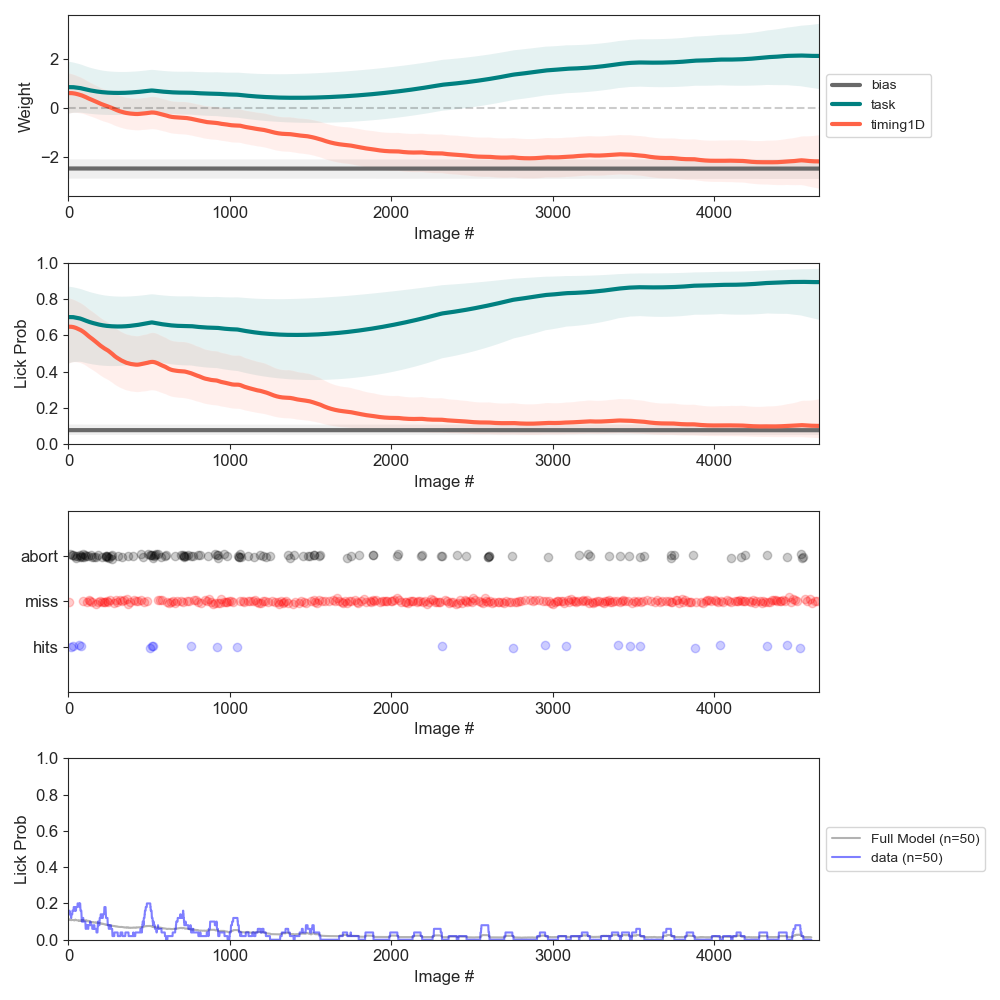 2
0
−2
Weight
0
1000
2000
3000
4000
Image #
bias
task
timing1D
1.0
0.8
0.6
0.4
0.2
0.0
Lick Prob
0
1000
2000
3000
4000
Image #
abort
miss
hits
0
1000
2000
3000
4000
Image #
1.0
0.8
0.6
0.4
0.2
0.0
Lick Prob
0
1000
2000
3000
4000
Image #
Full Model (n=50)
data (n=50)